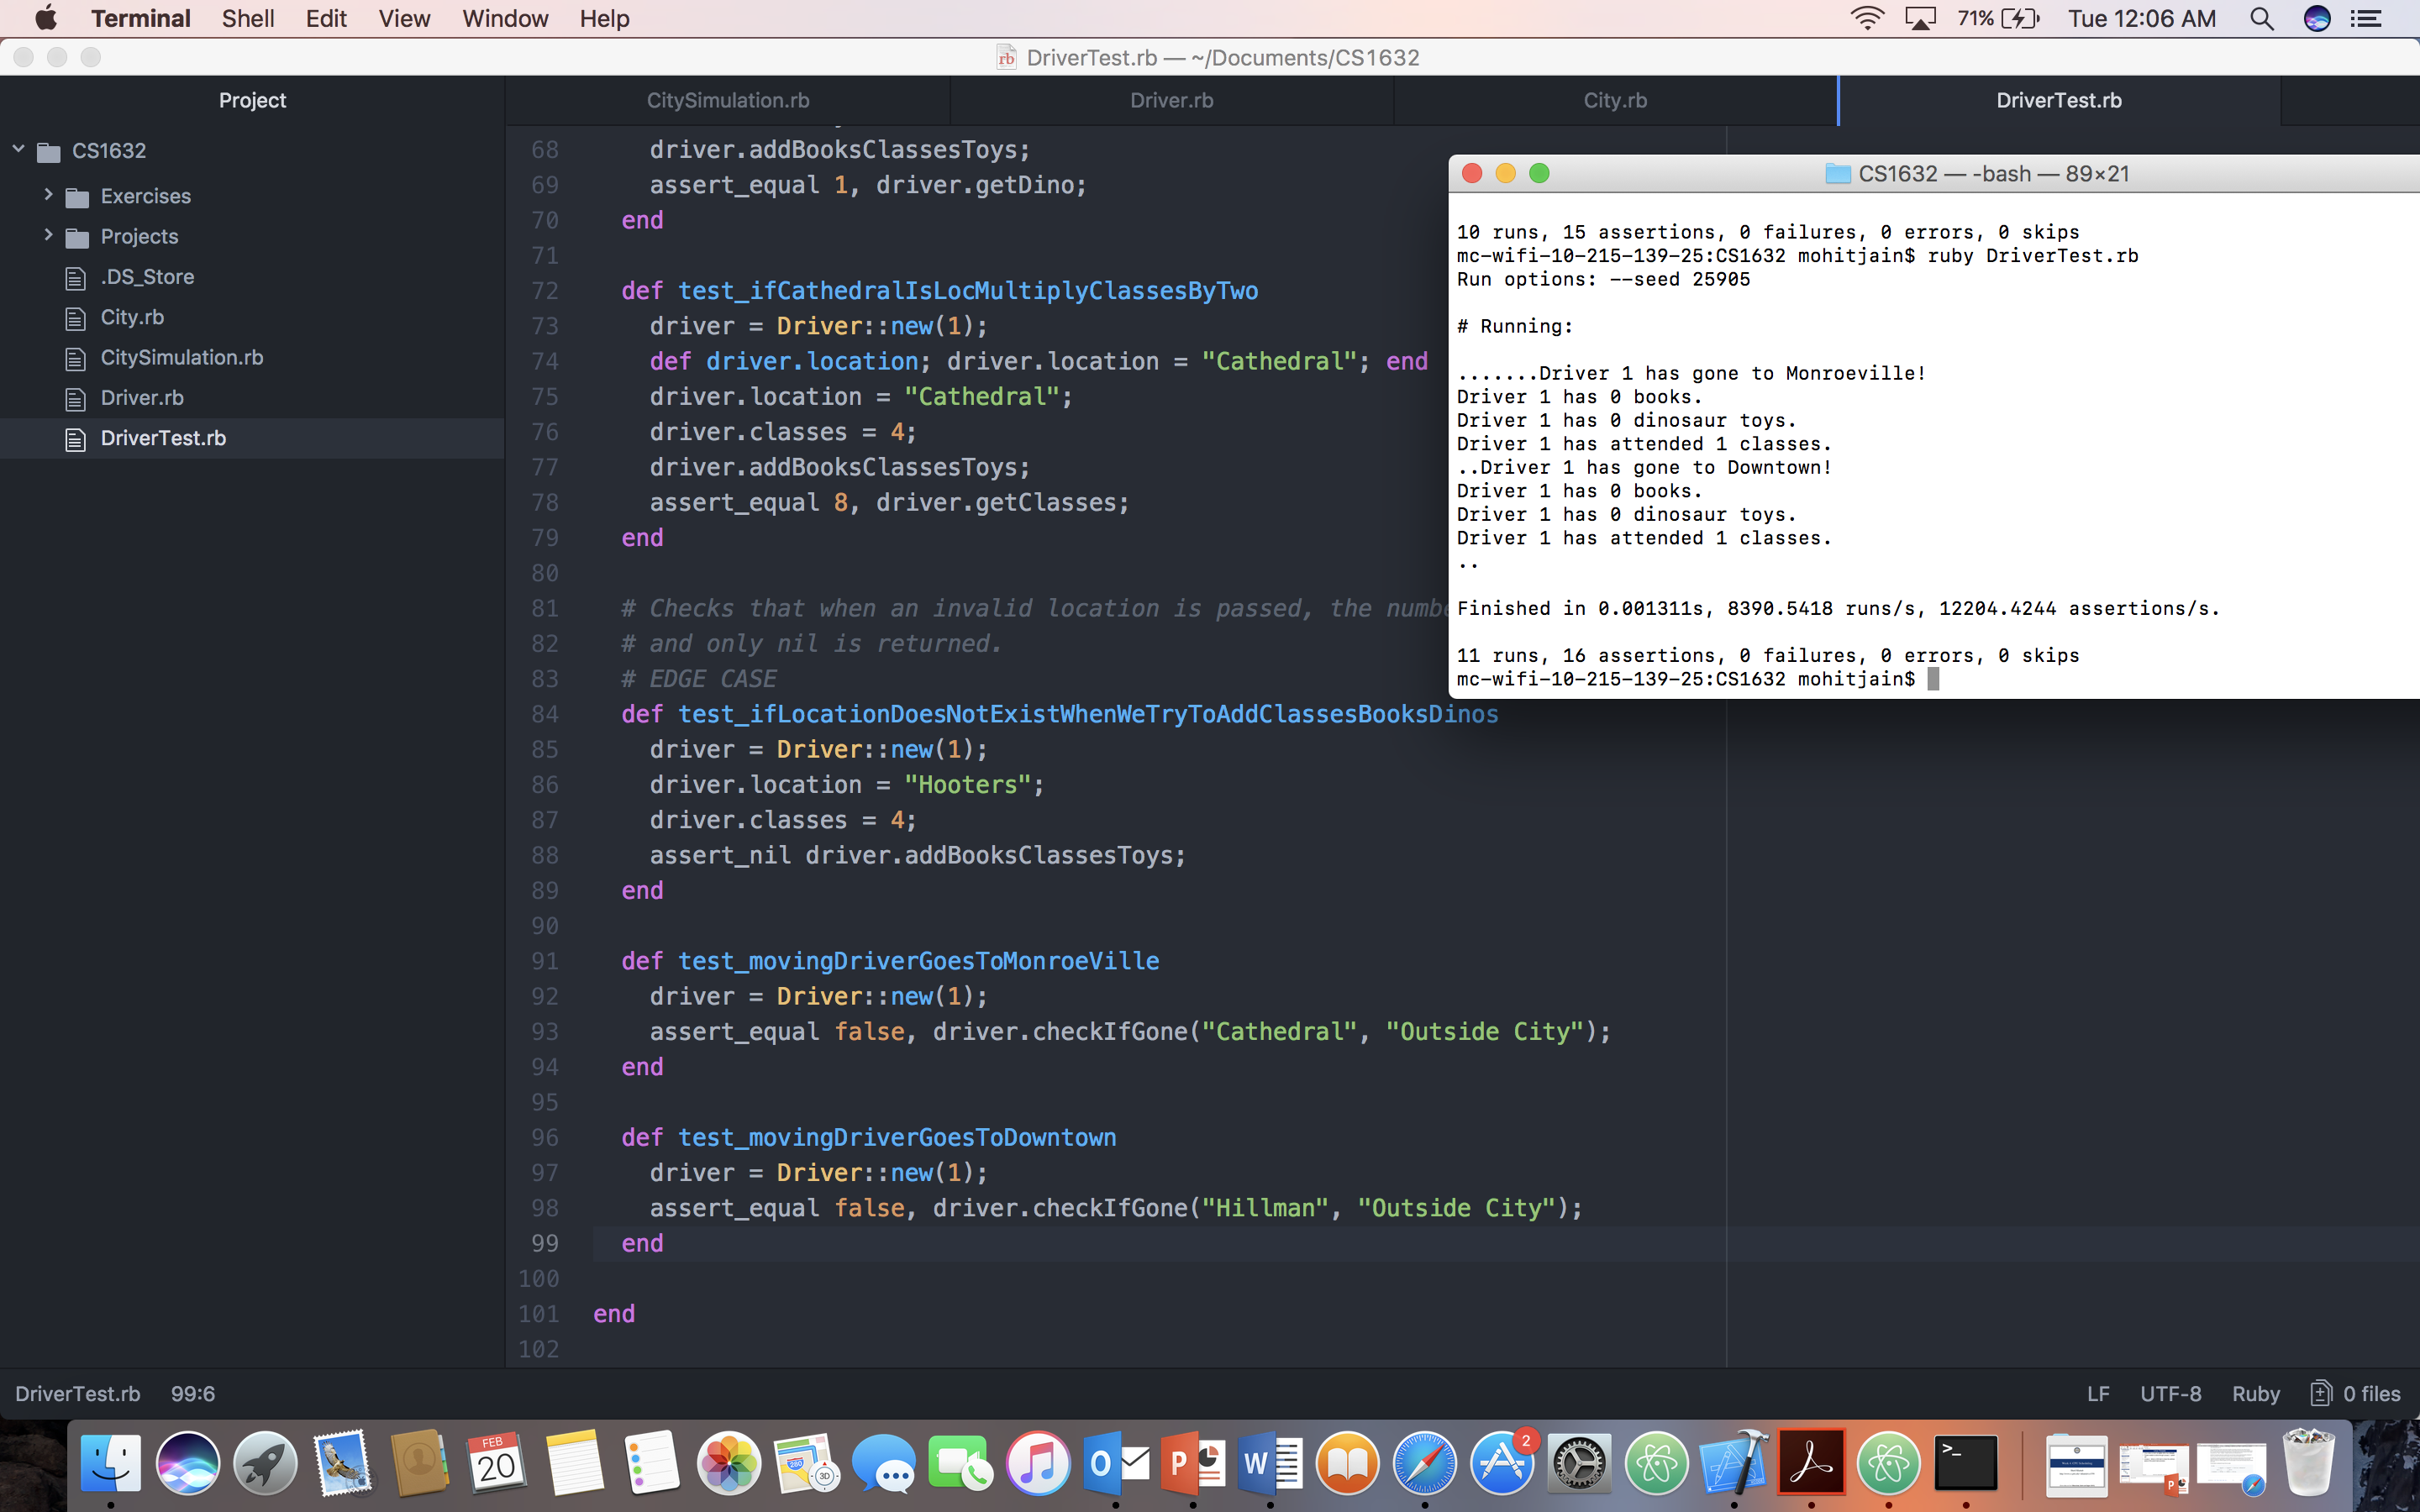 Terminal Shell Edit View Window Help 71% Tue 12:06 AM
DriverTest.rb — ~/Documents/CS1632
Project
CitySimulation.rb Driver.rb City.rb DriverTest.rb
CS1632
Exercises
Projects
.DS_Store
City.rb
CitySimulation.rb
Driver.rb
DriverTest.rb
68 driver.addBooksClassesToys;
69 assert_equal 1, driver.getDino;
70 end
71
72 def test_ifCathedralIsLocMultiplyClassesByTwo
73 driver = Driver::new(1);
74 def driver.location; driver.location = "Cathedral"; end
75 driver.location = "Cathedral";
76 driver.classes = 4;
77 driver.addBooksClassesToys;
78 assert_equal 8, driver.getClasses;
79 end
80
81 # Checks that when an invalid location is passed, the numb
82 # and only nil is returned.
83 # EDGE CASE
84 def test_ifLocationDoesNotExistWhenWeTryToAddClassesBooksDinos
85 driver = Driver::new(1);
86 driver.location = "Hooters";
87 driver.classes = 4;
88 assert_nil driver.addBooksClassesToys;
89 end
90
91 def test_movingDriverGoesToMonroeVille
92 driver = Driver::new(1);
93 assert_equal false, driver.checkIfGone("Cathedral", "Outside City");
94 end
95
96 def test_movingDriverGoesToDowntown
97 driver = Driver::new(1);
98 assert_equal false, driver.checkIfGone("Hillman", "Outside City");
99 end
100
101 end
102
CS1632 — -bash — 89×21
10 runs, 15 assertions, 0 failures, 0 errors, 0 skips
mc-wifi-10-215-139-25:CS1632 mohitjain$ ruby DriverTest.rb
Run options: --seed 25905
# Running:
.......Driver 1 has gone to Monroeville!
Driver 1 has 0 books.
Driver 1 has 0 dinosaur toys.
Driver 1 has attended 1 classes.
..Driver 1 has gone to Downtown!
Driver 1 has 0 books.
Driver 1 has 0 dinosaur toys.
Driver 1 has attended 1 classes.
..
Finished in 0.001311s, 8390.5418 runs/s, 12204.4244 assertions/s.
11 runs, 16 assertions, 0 failures, 0 errors, 0 skips
mc-wifi-10-215-139-25:CS1632 mohitjain$
DriverTest.rb 99:6 LF UTF-8 Ruby 0 files
FEB
20
280
3D
O
P
W
2
>_
P